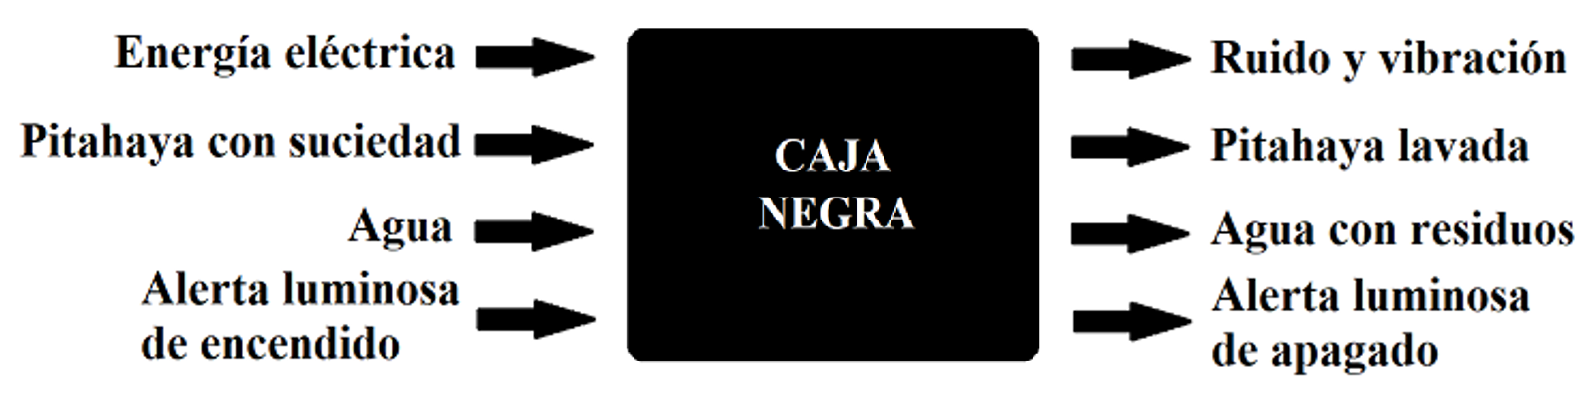 Energía eléctrica
Pitahaya con suciedad
Agua
Alerta luminosa
de encendido
CAJA
NEGRA
Ruido y vibración
Pitahaya lavada
Agua con residuos
Alerta luminosa
de apagado